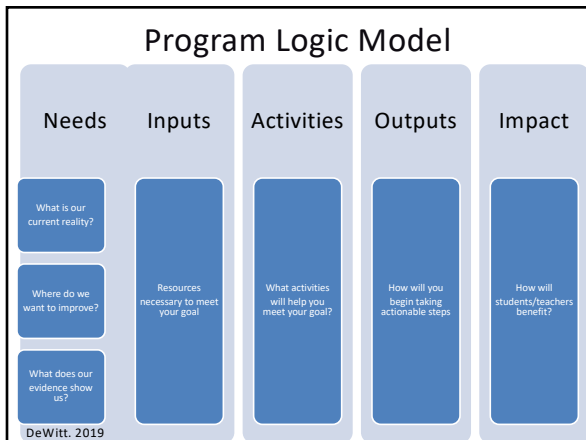 Program Logic Model
Needs
Inputs
Activities
Outputs
Impact
What is our
current reality?
Where do we
want to improve?
What does our
evidence show
us?
Resources
necessary to meet
your goal
What activities
will help you
meet your goal?
How will you
begin taking
actionable steps
How will
students/teachers
benefit?
DeWitt. 2019